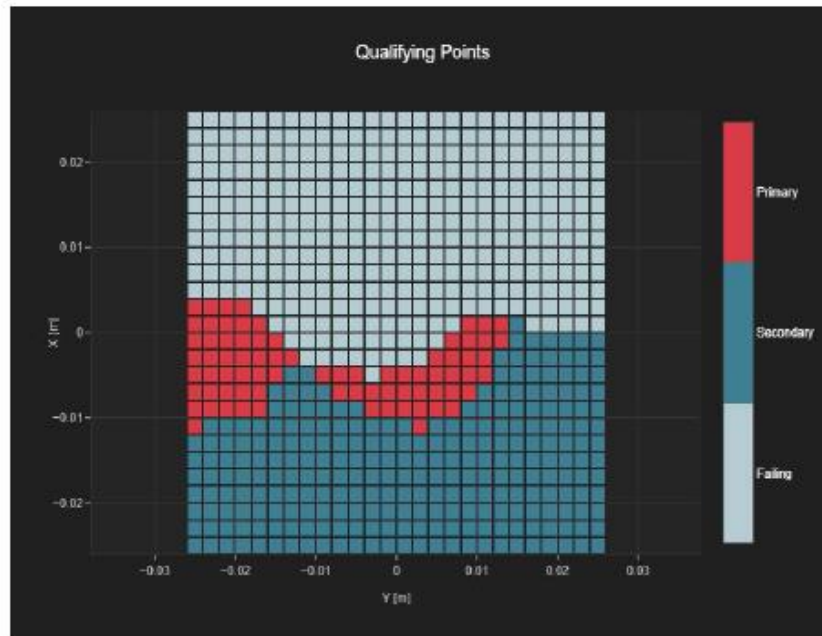 Qualifying Points
0.02
0.01
0
−0.01
−0.02
X [m]
−0.03
−0.02
−0.01
0
0.01
0.02
0.03
Y [m]
Primary
Secondary
Failing